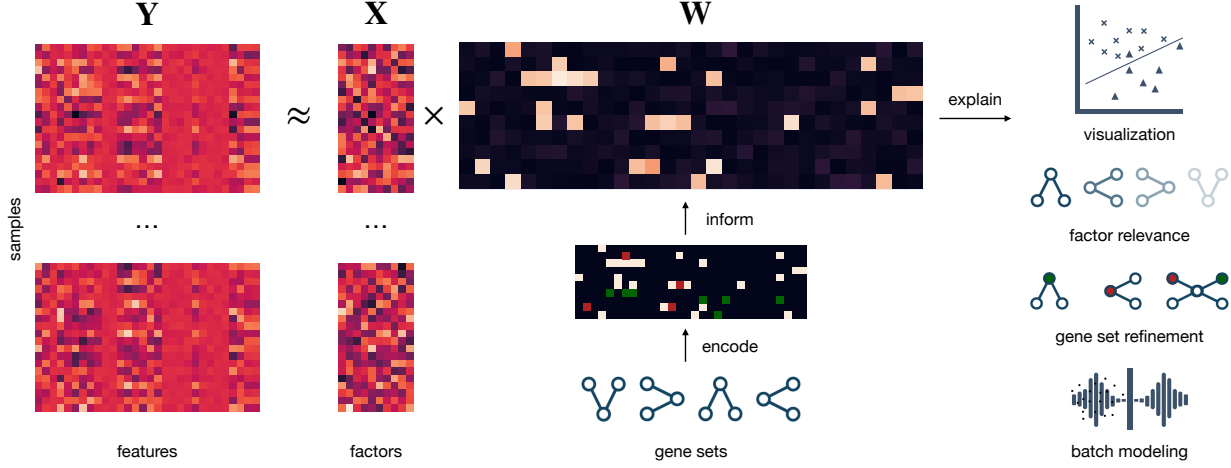 Y
X
W
≈
×
explain
visualization
samples
...
...
inform
factor relevance
encode
gene set refinement
features
factors
gene sets
batch modeling